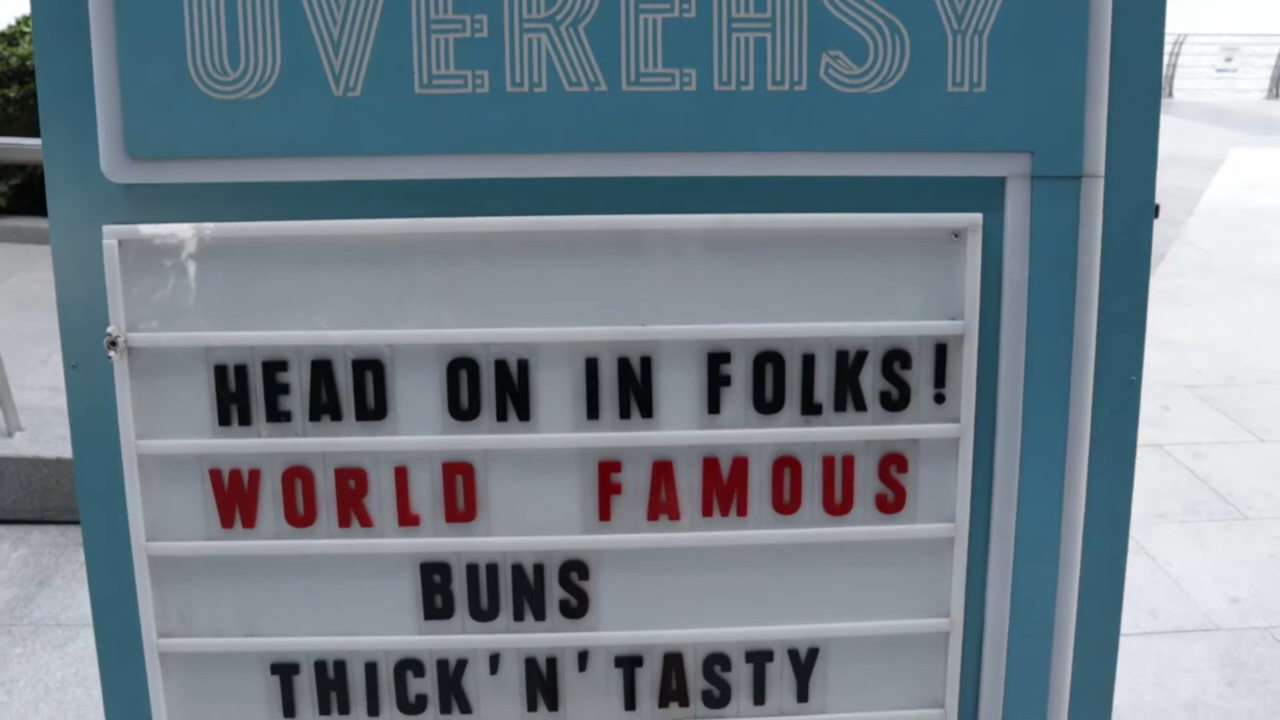 OVEREASY
HEAD ON IN FOLKS!
WORLD FAMOUS
BUNS
THICK'N'TASTY